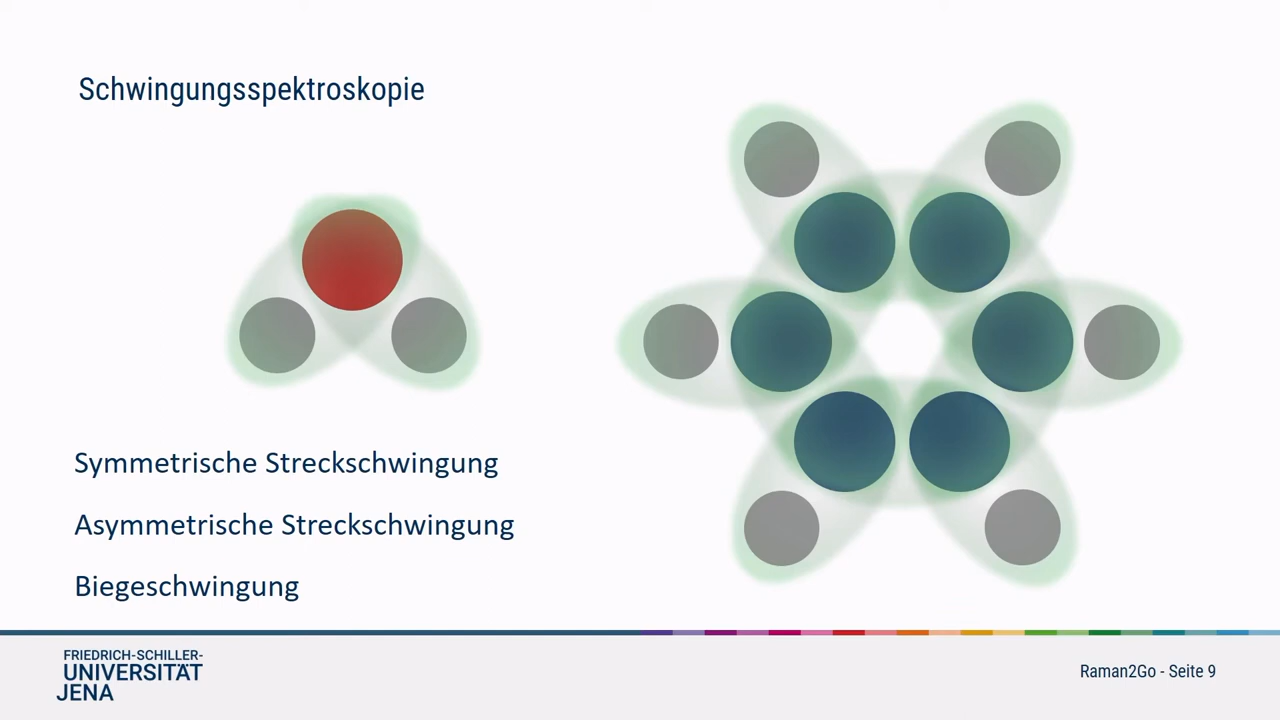 Schwingungsspektroskopie
Symmetrische Streckschwingung
Asymmetrische Streckschwingung
Biegeschwingung
FRIEDRICH-SCHILLER-
UNIVERSITÄT
JENA
Raman2Go - Seite 9